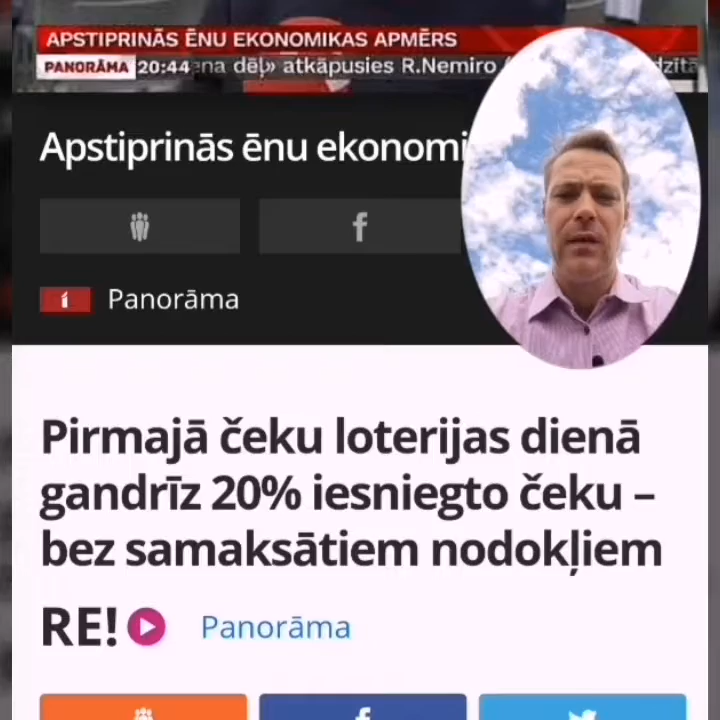 APSTIPRINĀS ĒNU EKONOMIKAS APMĒRS
PANORĀMA 20:44 dēļ» atkāpusies R.Nemiro
Apstiprinās ēnu
Panorāma
Pirmajā čeku loterijas dienā
gandrīz 20% iesniegto čeku –
bez samaksātiem nodokļiem
RE! Panorāma